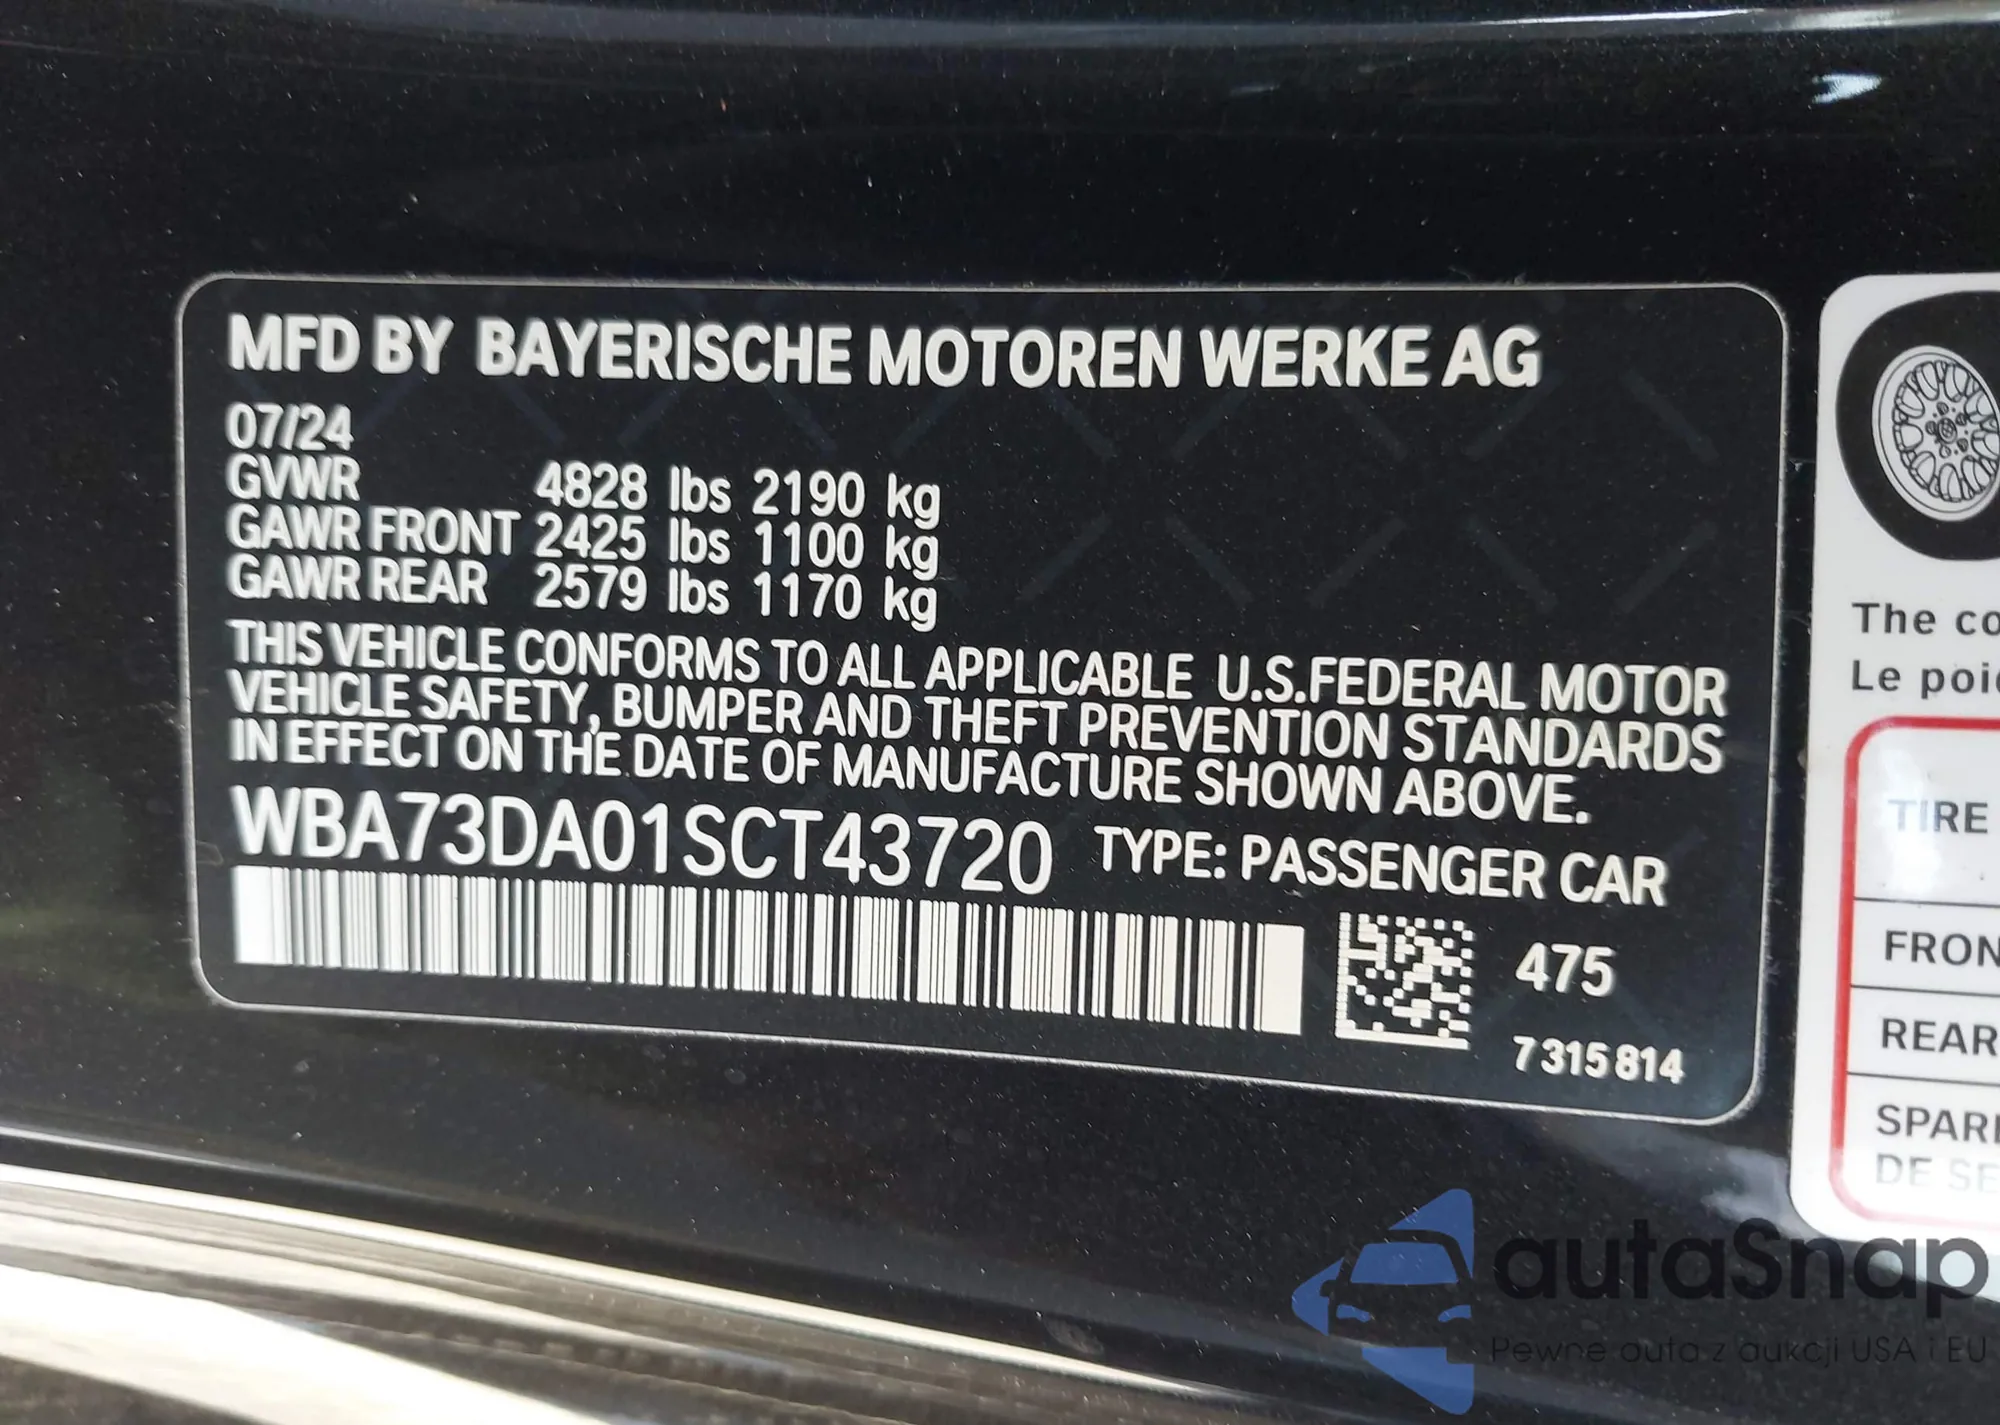 MFD BY BAYERISCHE MOTOREN WERKE AG
07/24
GVWR 4828 lbs 2190 kg
GAWR FRONT 2425 lbs 1100 kg
GAWR REAR 2579 lbs 1170 kg
THIS VEHICLE CONFORMS TO ALL APPLICABLE U.S.FEDERAL MOTOR
VEHICLE SAFETY, BUMPER AND THEFT PREVENTION STANDARDS
IN EFFECT ON THE DATE OF MANUFACTURE SHOWN ABOVE.
WBA73DA01SCT43720 TYPE: PASSENGER CAR
475
7 315 814
The co
Le poi
TIRE
FRON
REAR
SPAR
DE SE
autaSnap
Pewne auta z aukcji USA i EU